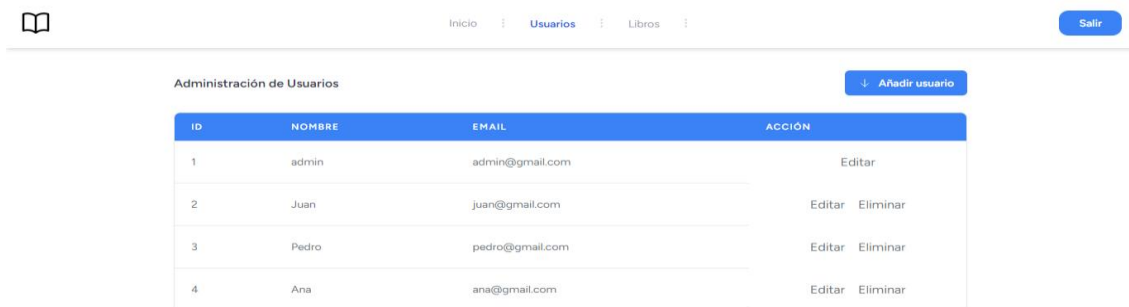 Inicio ⋮ Usuarios ⋮ Libros ⋮ Salir
Administración de Usuarios ↓ Añadir usuario
ID NOMBRE EMAIL ACCIÓN
1 admin admin@gmail.com Editar
2 Juan juan@gmail.com Editar Eliminar
3 Pedro pedro@gmail.com Editar Eliminar
4 Ana ana@gmail.com Editar Eliminar